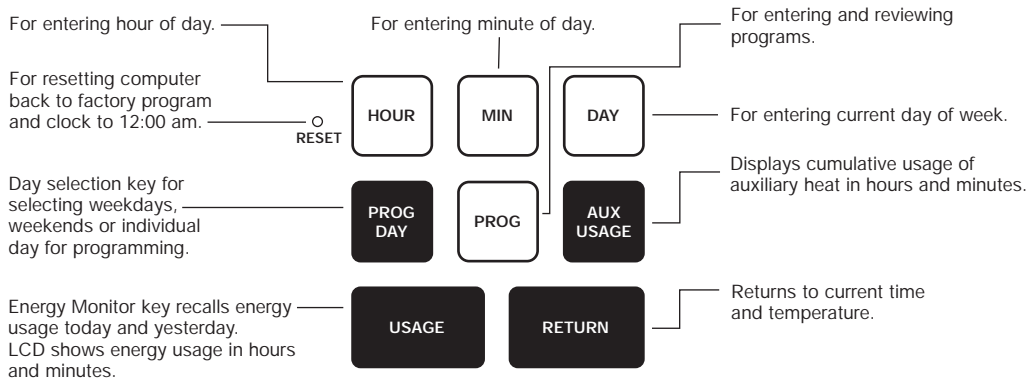 For entering hour of day.
For entering minute of day.
For entering and reviewing
programs.
For resetting computer
back to factory program
and clock to 12:00 am.
RESET
HOUR
MIN
DAY
For entering current day of week.
Day selection key for
selecting weekdays,
weekends or individual
day for programming.
PROG
DAY
PROG
AUX
USAGE
Displays cumulative usage of
auxiliary heat in hours and minutes.
Energy Monitor key recalls energy
usage today and yesterday.
LCD shows energy usage in hours
and minutes.
USAGE
RETURN
Returns to current time
and temperature.